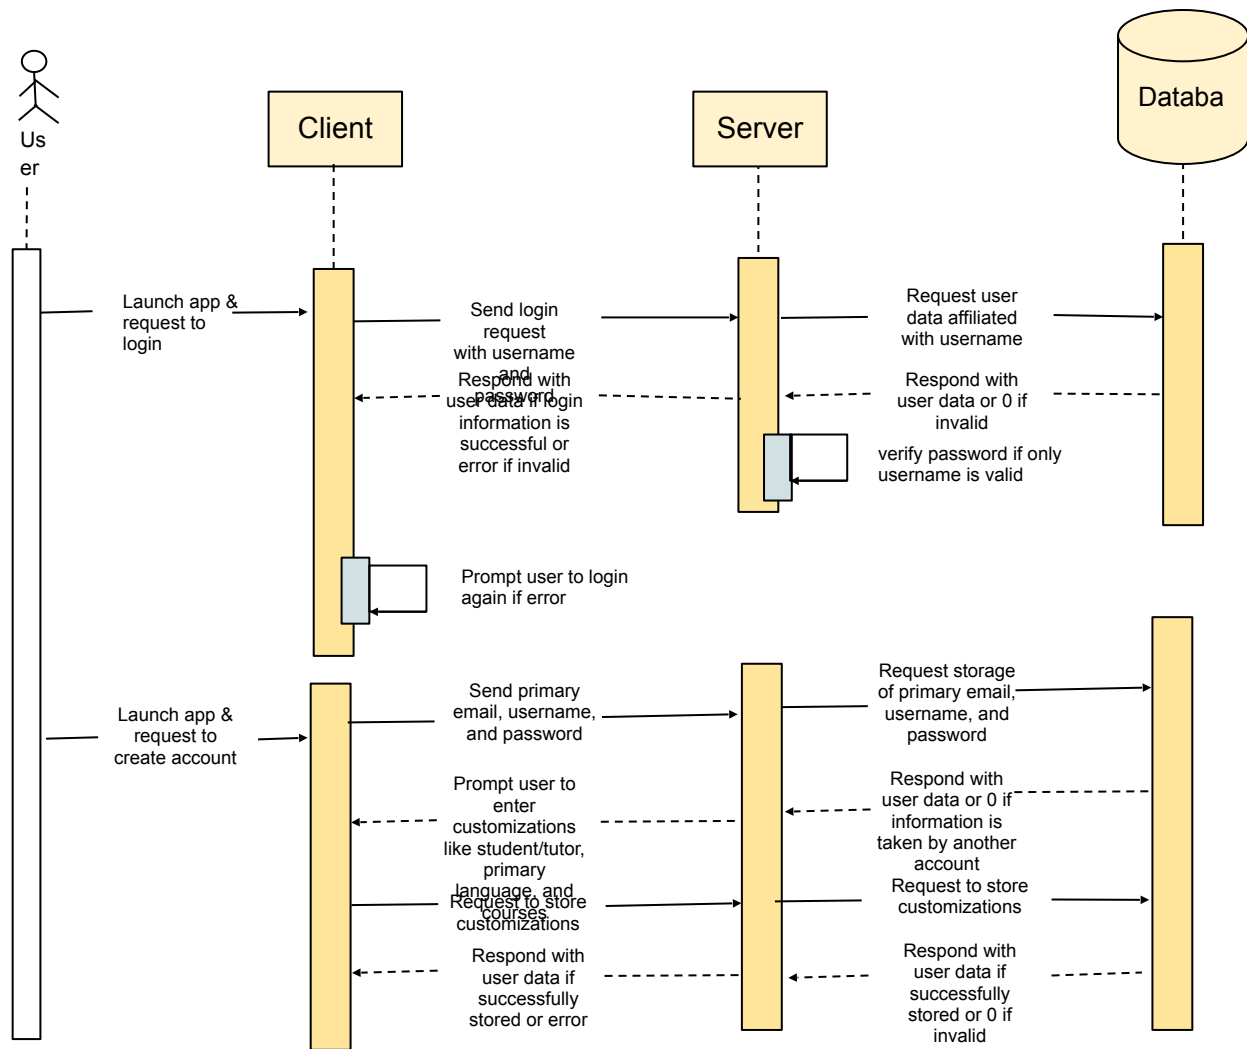 Us
er
Client
Server
Databa
Launch app &
request to
login
Send login
request
with username
and
password
Request user
data affiliated
with username
Respond with
user data if login
information is
successful or
error if invalid
Respond with
user data or 0 if
invalid
verify password if only
username is valid
Prompt user to login
again if error
Launch app &
request to
create account
Send primary
email, username,
and password
Request storage
of primary email,
username, and
password
Prompt user to
enter
customizations
like student/tutor,
primary
language, and
courses
Respond with
user data or 0 if
information is
taken by another
account
Request to store
customizations
Request to store
customizations
Respond with
user data if
successfully
stored or error
Respond with
user data if
successfully
stored or 0 if
invalid